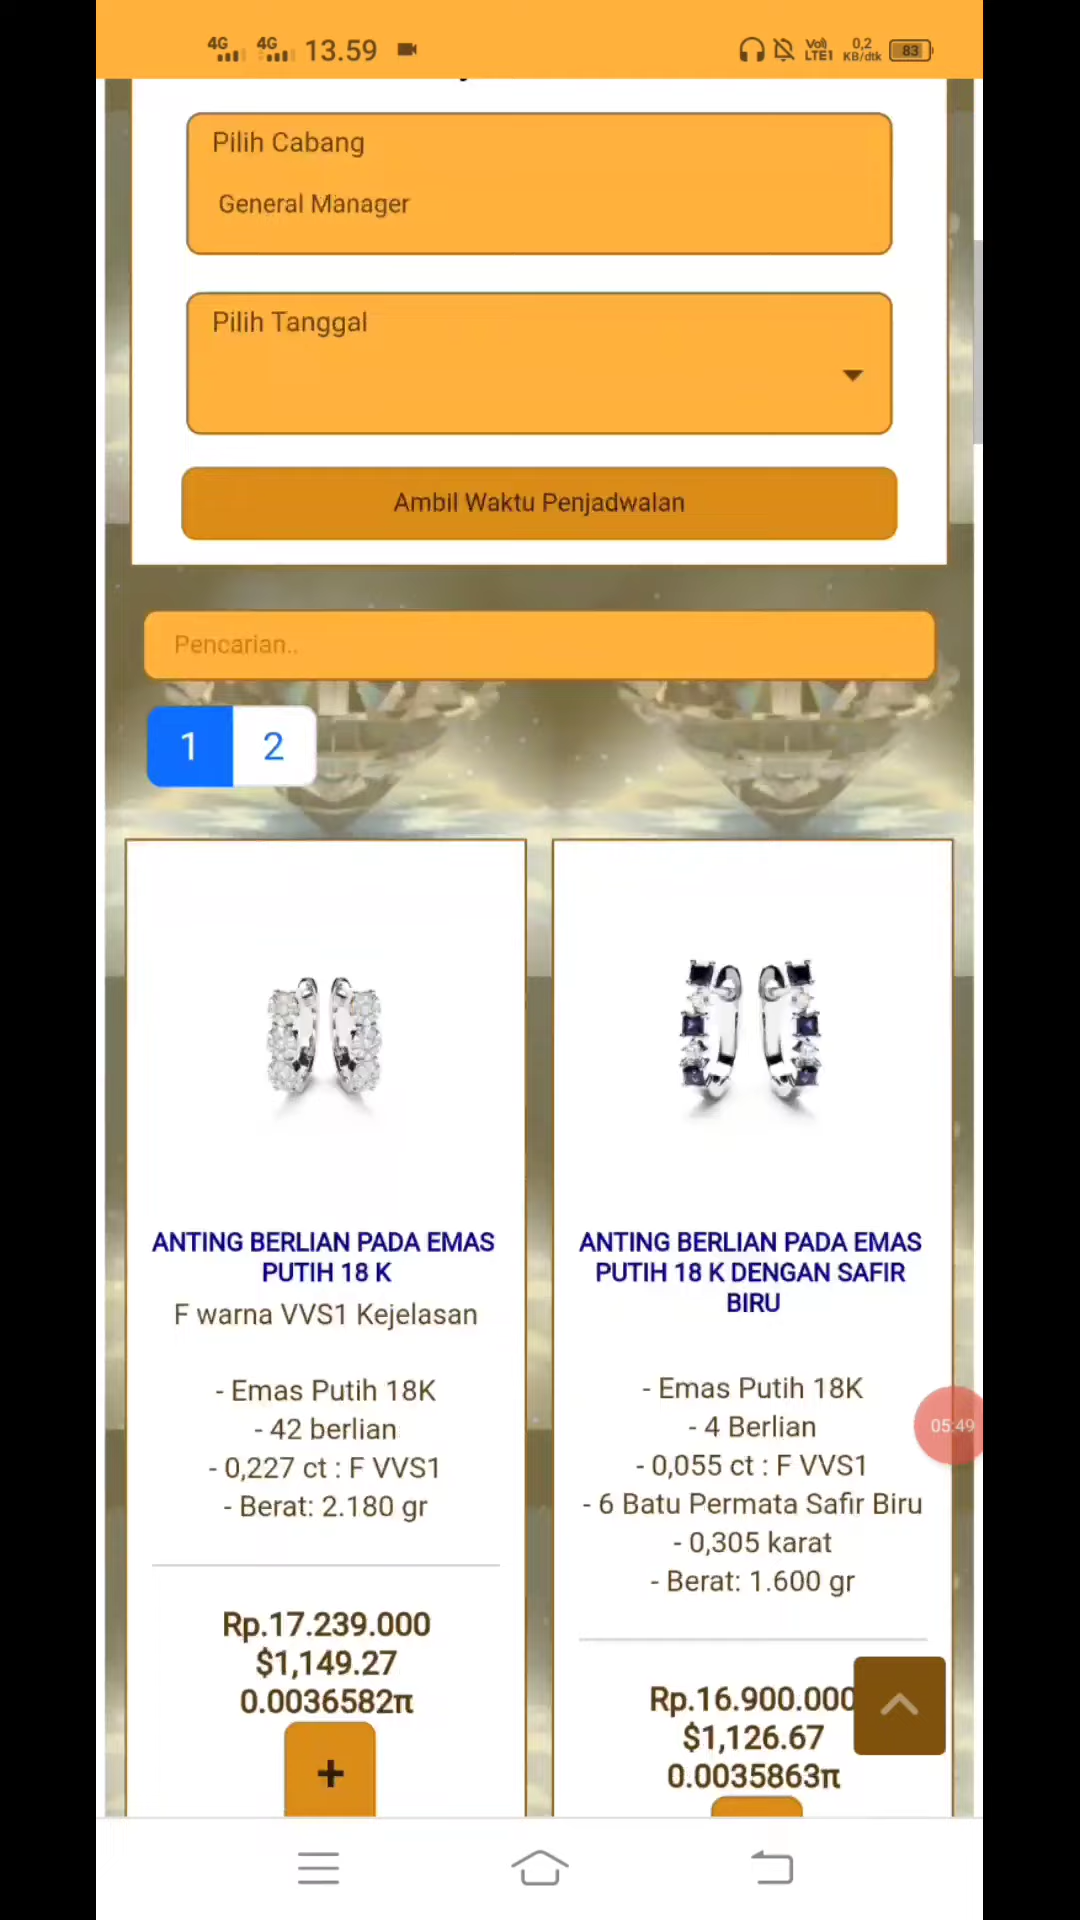 4G 4G 13.59 Vol) LTE1 0,2 KB/dtk 83
Pilih Cabang
General Manager
Pilih Tanggal
Ambil Waktu Penjadwalan
Pencarian..
1 2
ANTING BERLIAN PADA EMAS
PUTIH 18 K
F warna VVS1 Kejelasan
- Emas Putih 18K
- 42 berlian
- 0,227 ct : F VVS1
- Berat: 2.180 gr
Rp.17.239.000
$1,149.27
0.0036582π
+
ANTING BERLIAN PADA EMAS
PUTIH 18 K DENGAN SAFIR
BIRU
- Emas Putih 18K
- 4 Berlian
- 0,055 ct : F VVS1
- 6 Batu Permata Safir Biru
- 0,305 karat
- Berat: 1.600 gr
05:49
Rp.16.900.000
$1,126.67
0.0035863π